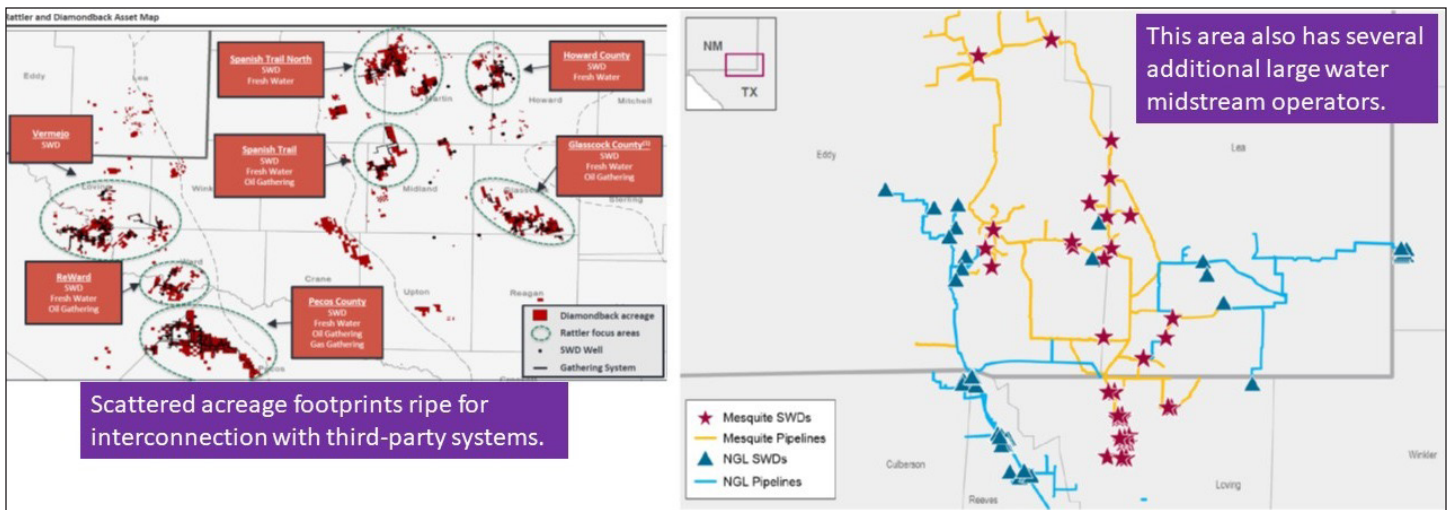 Rattler and Diamondback Asset Map
Eddy
Lea
Spanish Trail North
SWD
Fresh Water
Howard County
SWD
Fresh Water
Martin
Howard
Mitchell
Vermejo
SWD
Spanish Trail
SWD
Fresh Water
Oil Gathering
Glasscock County(1)
SWD
Fresh Water
Oil Gathering
Loving
Wink
Midland
Glasscock
Sterling
ReWard
SWD
Fresh Water
Oil Gathering
Ward
Crane
Upton
Reagan
Pecos County
SWD
Fresh Water
Oil Gathering
Gas Gathering
Pecos
Diamondback acreage
Rattler focus areas
SWD Well
Gathering System
Scattered acreage footprints ripe for
interconnection with third-party systems.
NM
TX
This area also has several
additional large water
midstream operators.
Eddy
Lea
Mesquite SWDs
Mesquite Pipelines
NGL SWDs
NGL Pipelines
Culberson
Reeves
Loving
Winkler